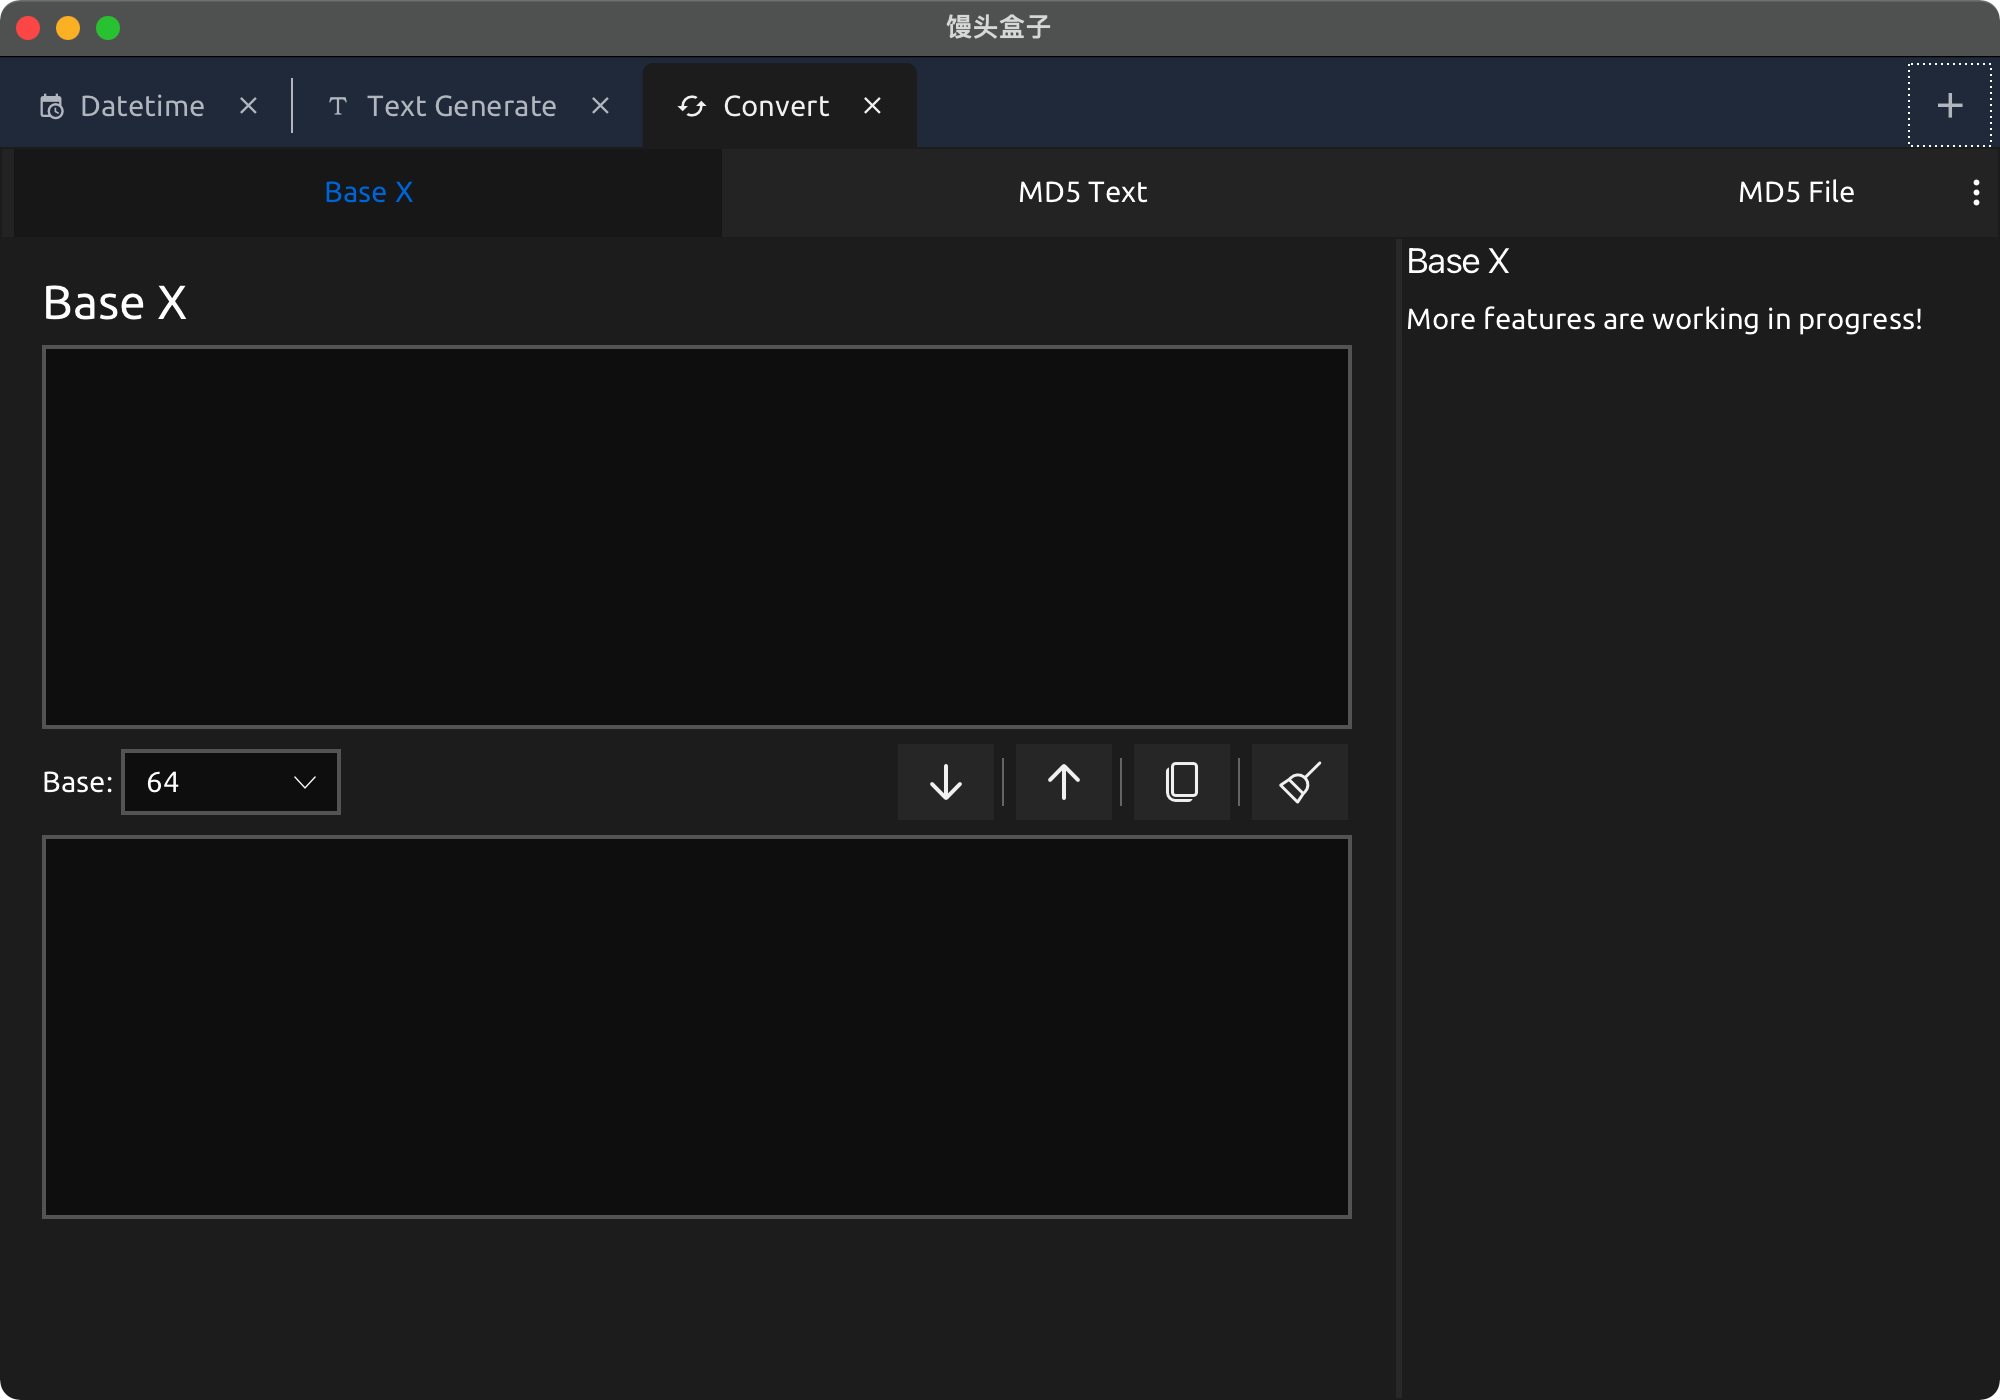 馒头盒子
Datetime
Text Generate
Convert
Base X
MD5 Text
MD5 File
Base X
Base:
64
Base X
More features are working in progress!